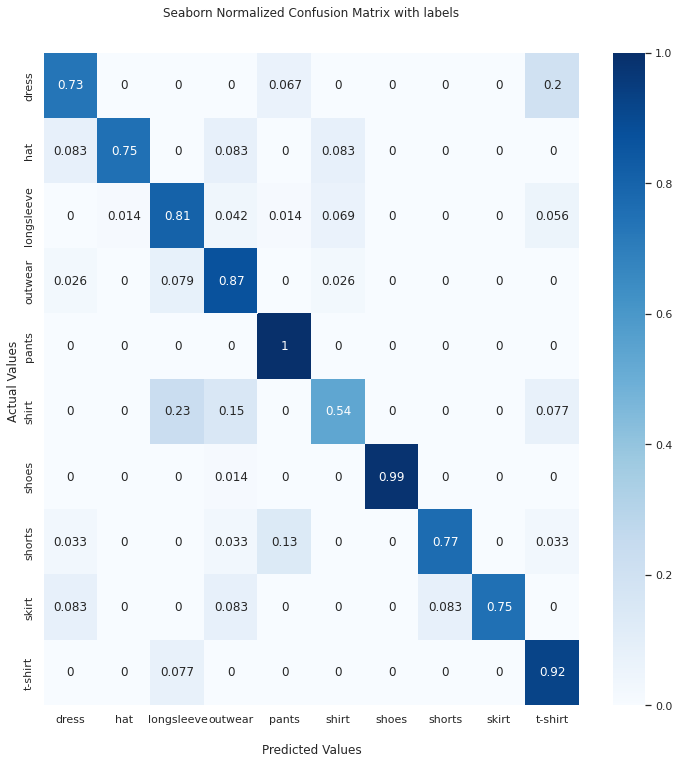 Seaborn Normalized Confusion Matrix with labels
1.0
dress 0.73 0 0 0 0.067 0 0 0 0 0.2
hat 0.083 0.75 0 0.083 0 0.083 0 0 0 0
0.8
longsleeve 0 0.014 0.81 0.042 0.014 0.069 0 0 0 0.056
outwear 0.026 0 0.079 0.87 0 0.026 0 0 0 0
0.6
pants 0 0 0 0 1 0 0 0 0 0
Actual Values
shirt 0 0 0.23 0.15 0 0.54 0 0 0 0.077
0.4
shoes 0 0 0 0.014 0 0 0.99 0 0 0
shorts 0.033 0 0 0.033 0.13 0 0 0.77 0 0.033
0.2
skirt 0.083 0 0 0.083 0 0 0 0.083 0.75 0
t-shirt 0 0 0.077 0 0 0 0 0 0 0.92
0.0
dress hat longsleeve outwear pants shirt shoes shorts skirt t-shirt
Predicted Values